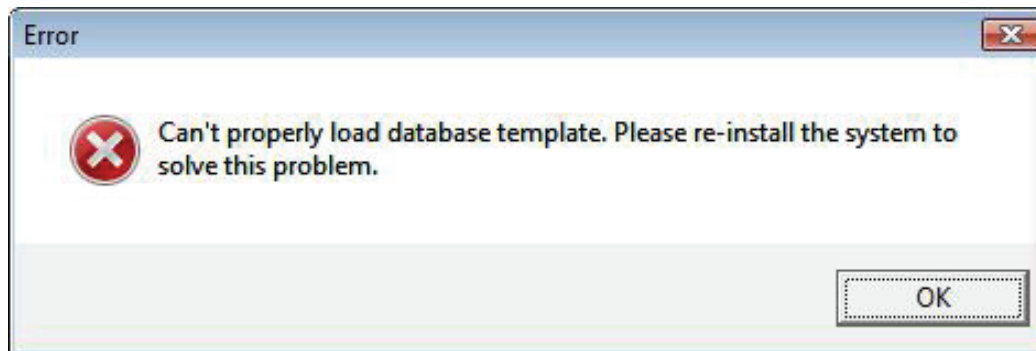 Error
Can't properly load database template. Please re-install the system to
solve this problem.
OK